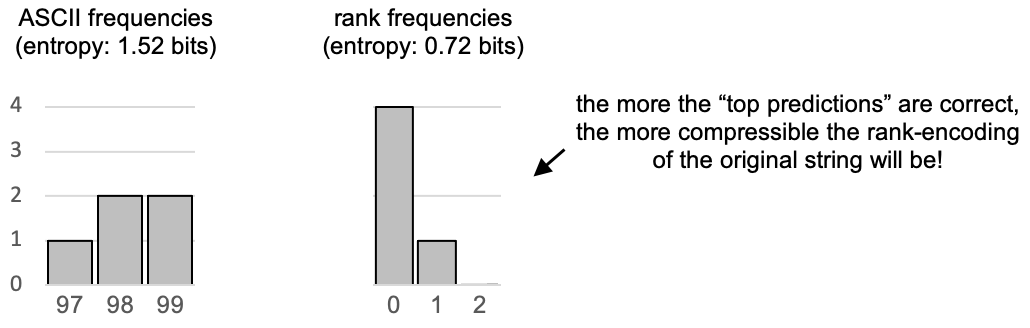 ASCII frequencies
(entropy: 1.52 bits)
rank frequencies
(entropy: 0.72 bits)
the more the “top predictions” are correct,
the more compressible the rank-encoding
of the original string will be!
4
3
2
1
0
97 98 99
0 1 2